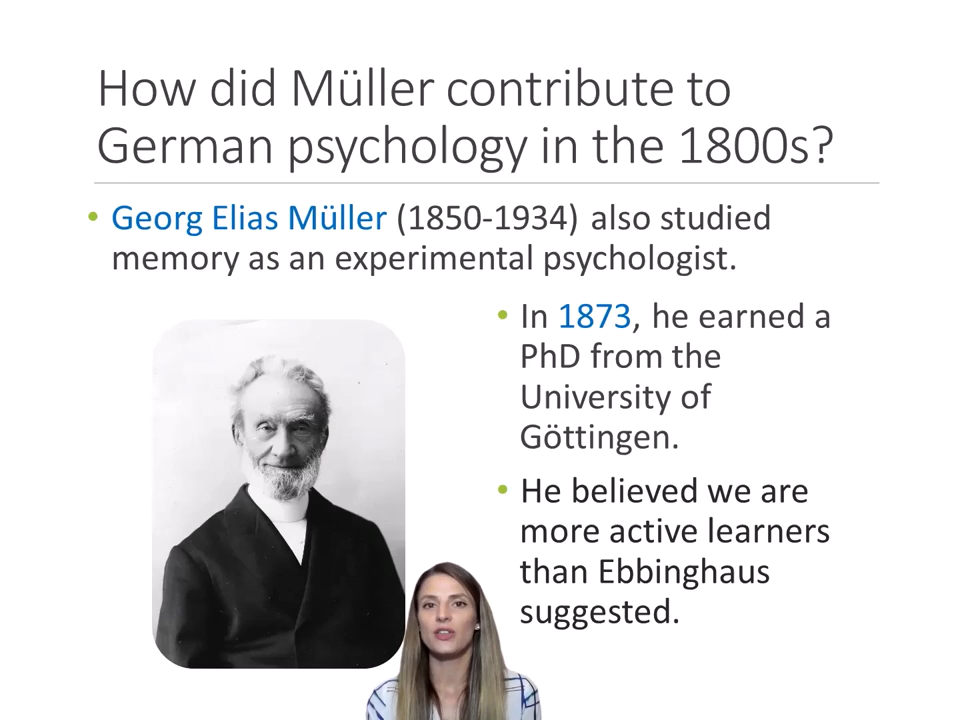 How did Müller contribute to
German psychology in the 1800s?
• Georg Elias Müller (1850-1934) also studied
memory as an experimental psychologist.
• In 1873, he earned a
PhD from the
University of
Göttingen.
• He believed we are
more active learners
than Ebbinghaus
suggested.